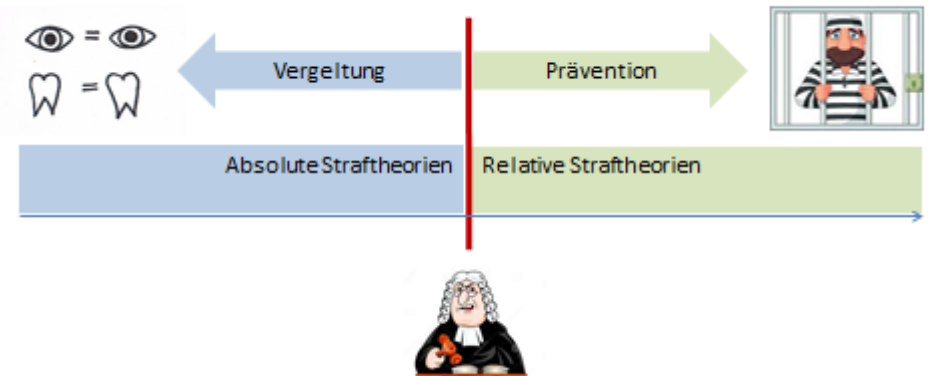 Vergeltung
Prävention
Absolute Straftheorien
Relative Straftheorien